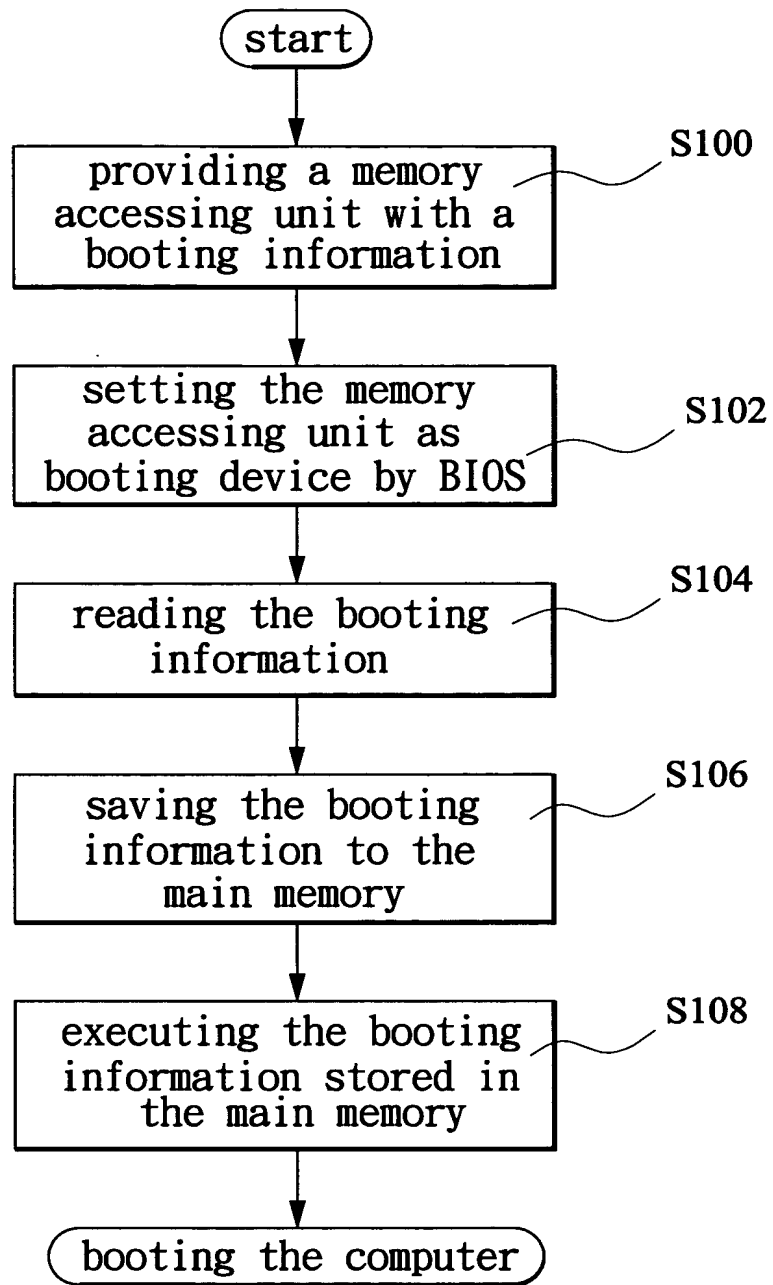 start
S100
providing a memory
accessing unit with a
booting information
S102
setting the memory
accessing unit as
booting device by BIOS
S104
reading the booting
information
S106
saving the booting
information to the
main memory
S108
executing the booting
information stored in
the main memory
booting the computer